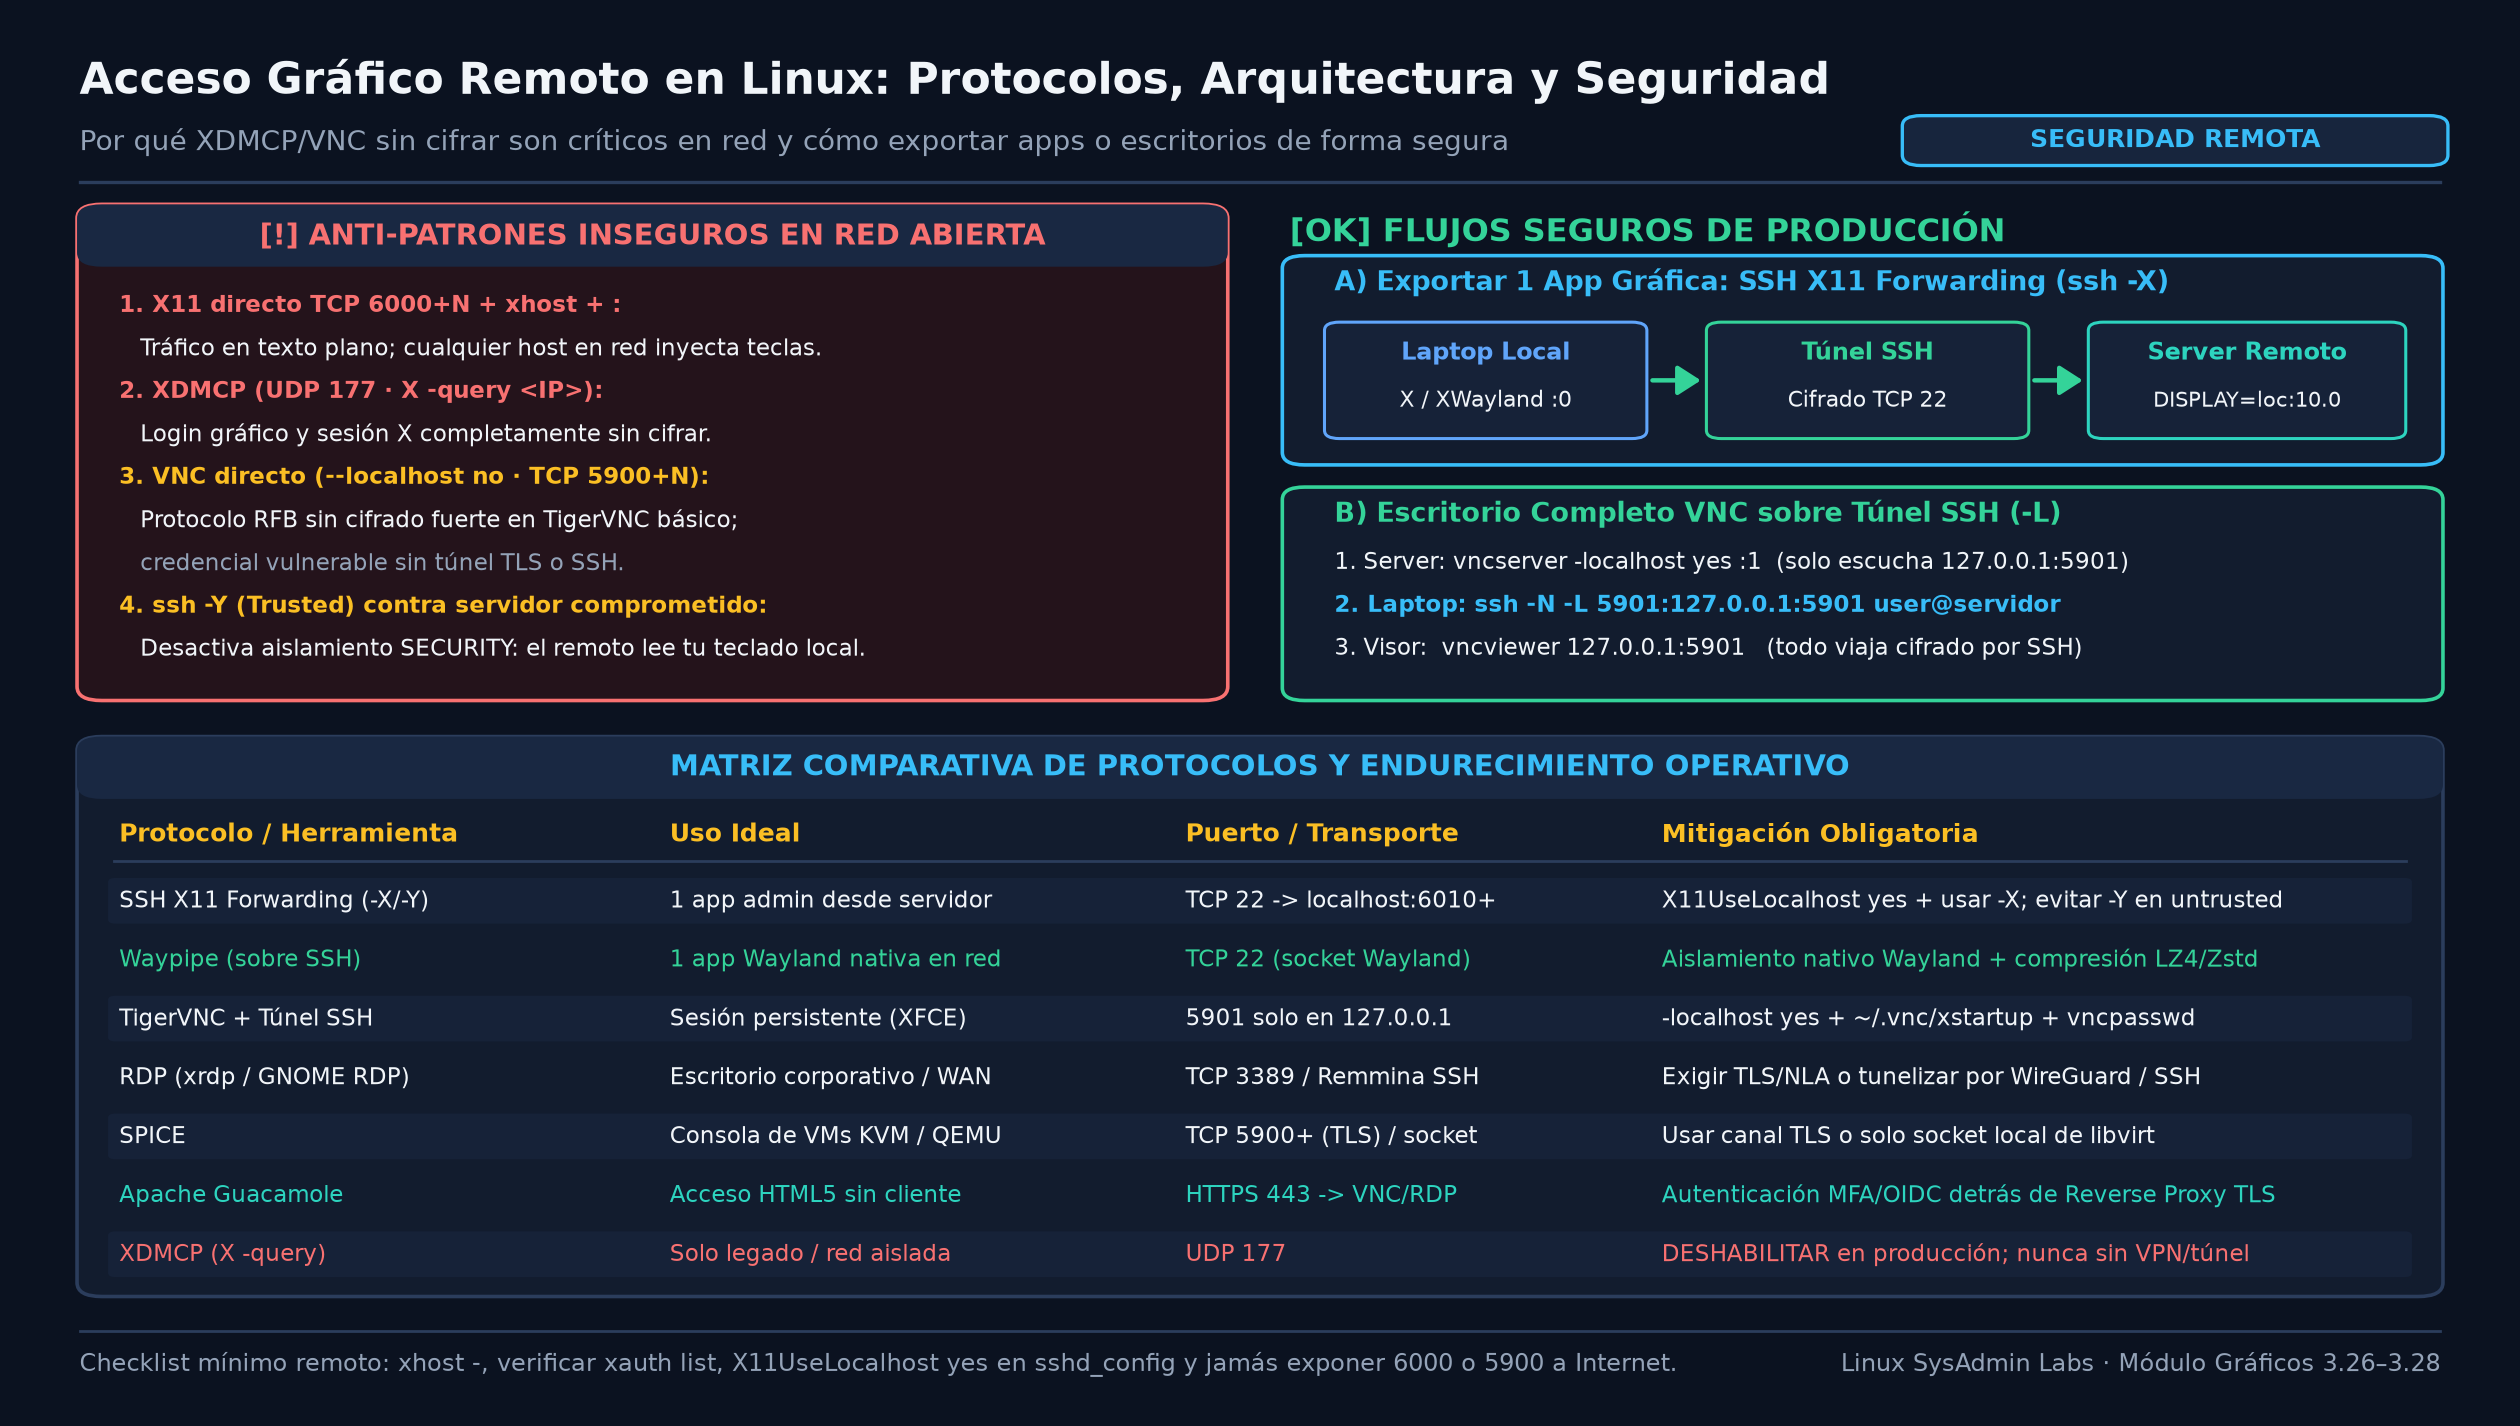 Acceso Gráfico Remoto en Linux: Protocolos, Arquitectura y Seguridad
Por qué XDMCP/VNC sin cifrar son críticos en red y cómo exportar apps o escritorios de forma segura
SEGURIDAD REMOTA
[!] ANTI-PATRONES INSEGUROS EN RED ABIERTA
1. X11 directo TCP 6000+N + xhost + :
Tráfico en texto plano; cualquier host en red inyecta teclas.
2. XDMCP (UDP 177 · X -query <IP>):
Login gráfico y sesión X completamente sin cifrar.
3. VNC directo (--localhost no · TCP 5900+N):
Protocolo RFB sin cifrado fuerte en TigerVNC básico;
credencial vulnerable sin túnel TLS o SSH.
4. ssh -Y (Trusted) contra servidor comprometido:
Desactiva aislamiento SECURITY: el remoto lee tu teclado local.
[OK] FLUJOS SEGUROS DE PRODUCCIÓN
A) Exportar 1 App Gráfica: SSH X11 Forwarding (ssh -X)
Laptop Local
X / XWayland :0
Túnel SSH
Cifrado TCP 22
Server Remoto
DISPLAY=loc:10.0
B) Escritorio Completo VNC sobre Túnel SSH (-L)
1. Server: vncserver -localhost yes :1  (solo escucha 127.0.0.1:5901)
2. Laptop: ssh -N -L 5901:127.0.0.1:5901 user@servidor
3. Visor:  vncviewer 127.0.0.1:5901   (todo viaja cifrado por SSH)
MATRIZ COMPARATIVA DE PROTOCOLOS Y ENDURECIMIENTO OPERATIVO
Protocolo / Herramienta Uso Ideal Puerto / Transporte Mitigación Obligatoria
SSH X11 Forwarding (-X/-Y) 1 app admin desde servidor TCP 22 -> localhost:6010+ X11UseLocalhost yes + usar -X; evitar -Y en untrusted
Waypipe (sobre SSH) 1 app Wayland nativa en red TCP 22 (socket Wayland) Aislamiento nativo Wayland + compresión LZ4/Zstd
TigerVNC + Túnel SSH Sesión persistente (XFCE) 5901 solo en 127.0.0.1 -localhost yes + ~/.vnc/xstartup + vncpasswd
RDP (xrdp / GNOME RDP) Escritorio corporativo / WAN TCP 3389 / Remmina SSH Exigir TLS/NLA o tunelizar por WireGuard / SSH
SPICE Consola de VMs KVM / QEMU TCP 5900+ (TLS) / socket Usar canal TLS o solo socket local de libvirt
Apache Guacamole Acceso HTML5 sin cliente HTTPS 443 -> VNC/RDP Autenticación MFA/OIDC detrás de Reverse Proxy TLS
XDMCP (X -query) Solo legado / red aislada UDP 177 DESHABILITAR en producción; nunca sin VPN/túnel
Checklist mínimo remoto: xhost -, verificar xauth list, X11UseLocalhost yes en sshd_config y jamás exponer 6000 o 5900 a Internet.
Linux SysAdmin Labs · Módulo Gráficos 3.26–3.28